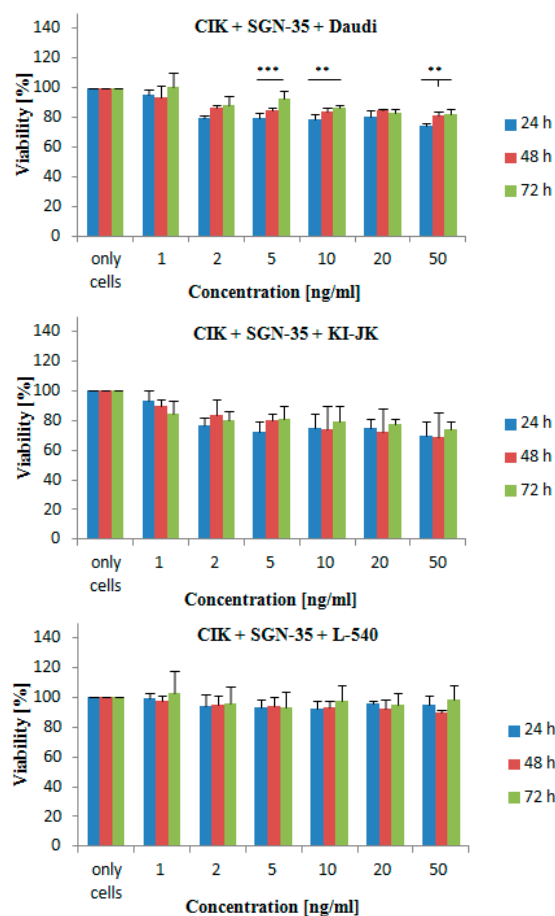 CIK + SGN-35 + Daudi
Viability [%]
140
120
100
80
60
40
20
0
***
**
**
24 h
48 h
72 h
only cells
1
2
5
10
20
50
Concentration [ng/ml]
CIK + SGN-35 + KI-JK
Viability [%]
140
120
100
80
60
40
20
0
24 h
48 h
72 h
only cells
1
2
5
10
20
50
Concentration [ng/ml]
CIK + SGN-35 + L-540
Viability [%]
140
120
100
80
60
40
20
0
24 h
48 h
72 h
only cells
1
2
5
10
20
50
Concentration [ng/ml]